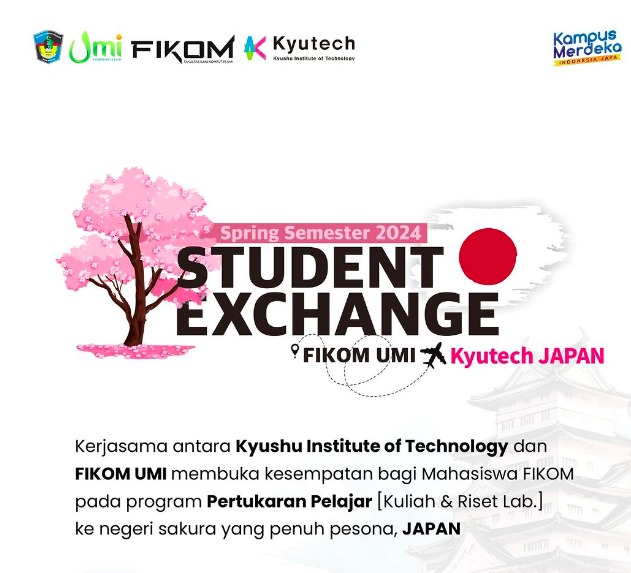 umi FIKOM Kyutech
Kyushu Institute of Technology
Kampus
Merdeka
INDONESIA JAYA
Spring Semester 2024
STUDENT
EXCHANGE
FIKOM UMI Kyutech JAPAN
Kerjasama antara Kyushu Institute of Technology dan
FIKOM UMI membuka kesempatan bagi Mahasiswa FIKOM
pada program Pertukaran Pelajar [Kuliah & Riset Lab.]
ke negeri sakura yang penuh pesona, JAPAN